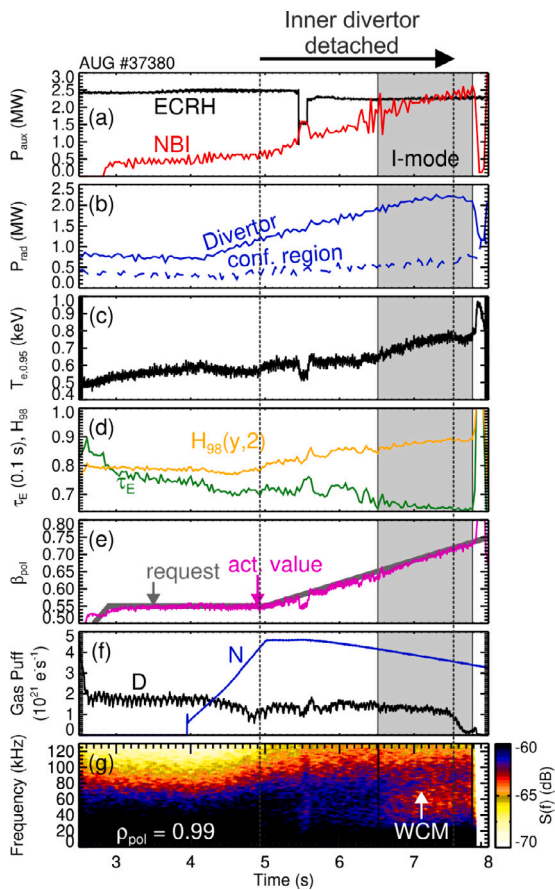 Inner divertor
detached
AUG #37380
P_aux (MW)
3.0
2.5
2.0
1.5
1.0
0.5
0.0
(a)
ECRH
NBI
I-mode
P_rad (MW)
2.5
2.0
1.5
1.0
0.5
0.0
(b)
Divertor
conf. region
T_e,0.95 (keV)
1.0
0.9
0.8
0.7
0.6
0.5
0.4
(c)
τ_E (0.1 s), H_98
1.0
0.9
0.8
0.7
(d)
H_98(y,2)
τ_E
β_pol
0.80
0.75
0.70
0.65
0.60
0.55
0.50
(e)
request
act. value
Gas Puff
(10^21 e^-s^-1)
6
4
2
0
(f)
D
N
Frequency (kHz)
120
100
80
60
40
20
0
(g)
ρ_pol = 0.99
WCM
-60
-65
-70
S(f) (dB)
3 4 5 6 7 8
Time (s)